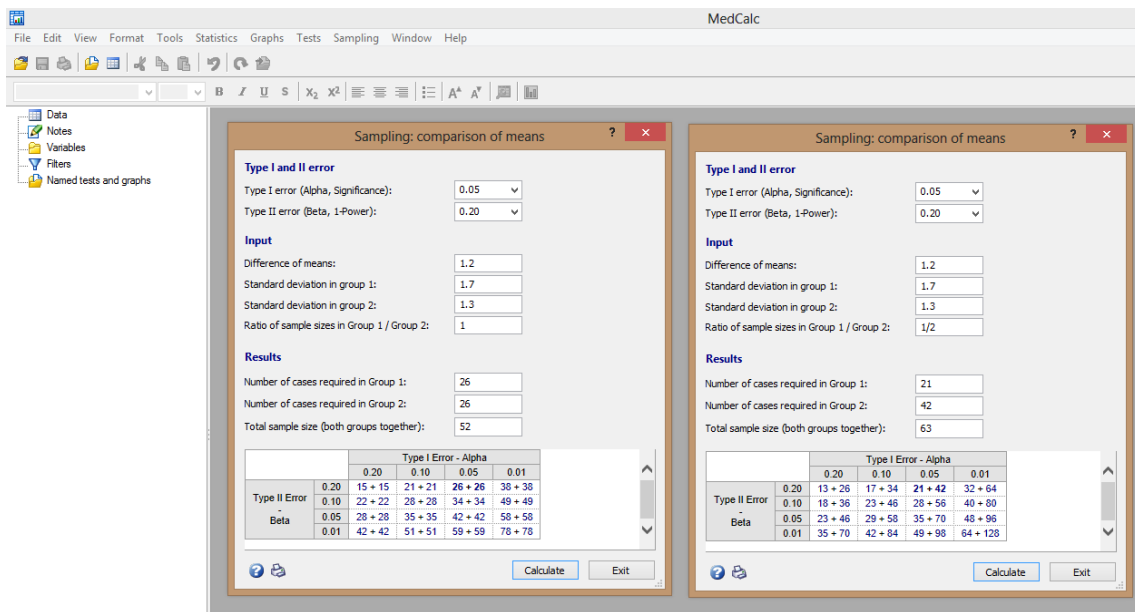 MedCalc
File Edit View Format Tools Statistics Graphs Tests Sampling Window Help
B I U S X₂ X² A A
Data
Notes
Variables
Filters
Named tests and graphs
Sampling: comparison of means ? ×
Type I and II error
Type I error (Alpha, Significance): 0.05
Type II error (Beta, 1-Power): 0.20
Input
Difference of means: 1.2
Standard deviation in group 1: 1.7
Standard deviation in group 2: 1.3
Ratio of sample sizes in Group 1 / Group 2: 1
Results
Number of cases required in Group 1: 26
Number of cases required in Group 2: 26
Total sample size (both groups together): 52
Type I Error - Alpha
0.20 0.10 0.05 0.01
Type II Error - Beta
0.20 15 + 15 21 + 21 26 + 26 38 + 38
0.10 22 + 22 28 + 28 34 + 34 49 + 49
0.05 28 + 28 35 + 35 42 + 42 58 + 58
0.01 42 + 42 51 + 51 59 + 59 78 + 78
? Calculate Exit
Sampling: comparison of means ? ×
Type I and II error
Type I error (Alpha, Significance): 0.05
Type II error (Beta, 1-Power): 0.20
Input
Difference of means: 1.2
Standard deviation in group 1: 1.7
Standard deviation in group 2: 1.3
Ratio of sample sizes in Group 1 / Group 2: 1/2
Results
Number of cases required in Group 1: 21
Number of cases required in Group 2: 42
Total sample size (both groups together): 63
Type I Error - Alpha
0.20 0.10 0.05 0.01
Type II Error - Beta
0.20 13 + 26 17 + 34 21 + 42 32 + 64
0.10 18 + 36 23 + 46 28 + 56 40 + 80
0.05 23 + 46 29 + 58 35 + 70 48 + 96
0.01 35 + 70 42 + 84 49 + 98 64 + 128
? Calculate Exit